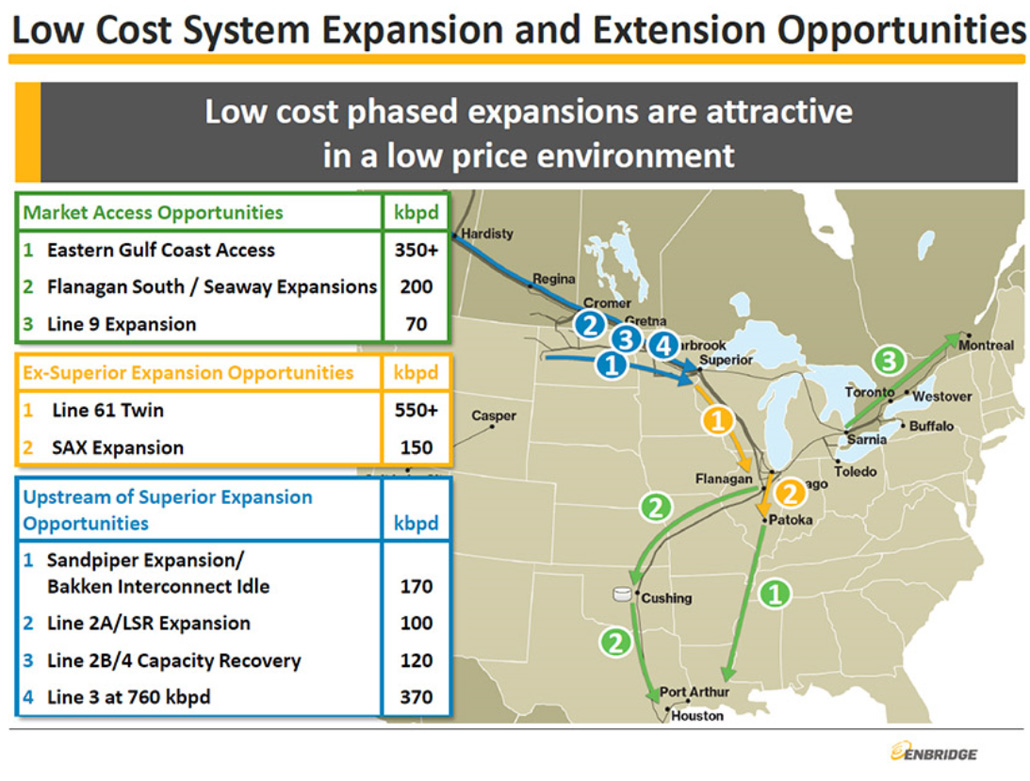 Low Cost System Expansion and Extension Opportunities
Low cost phased expansions are attractive
in a low price environment
Market Access Opportunities kbpd
1 Eastern Gulf Coast Access 350+
2 Flanagan South / Seaway Expansions 200
3 Line 9 Expansion 70
Ex-Superior Expansion Opportunities kbpd
1 Line 61 Twin 550+
2 SAX Expansion 150
Upstream of Superior Expansion
Opportunities kbpd
1 Sandpiper Expansion/
Bakken Interconnect Idle 170
2 Line 2A/LSR Expansion 100
3 Line 2B/4 Capacity Recovery 120
4 Line 3 at 760 kbpd 370
Hardisty
Regina
Cromer
2
Gretna
3
4
arbrook
1
Superior
Montreal
3
Toronto
Westover
Casper
1
Buffalo
Sarnia
Toledo
Flanagan
ago
2
2
Patoka
1
Cushing
2
Port Arthur
Houston
ENBRIDGE